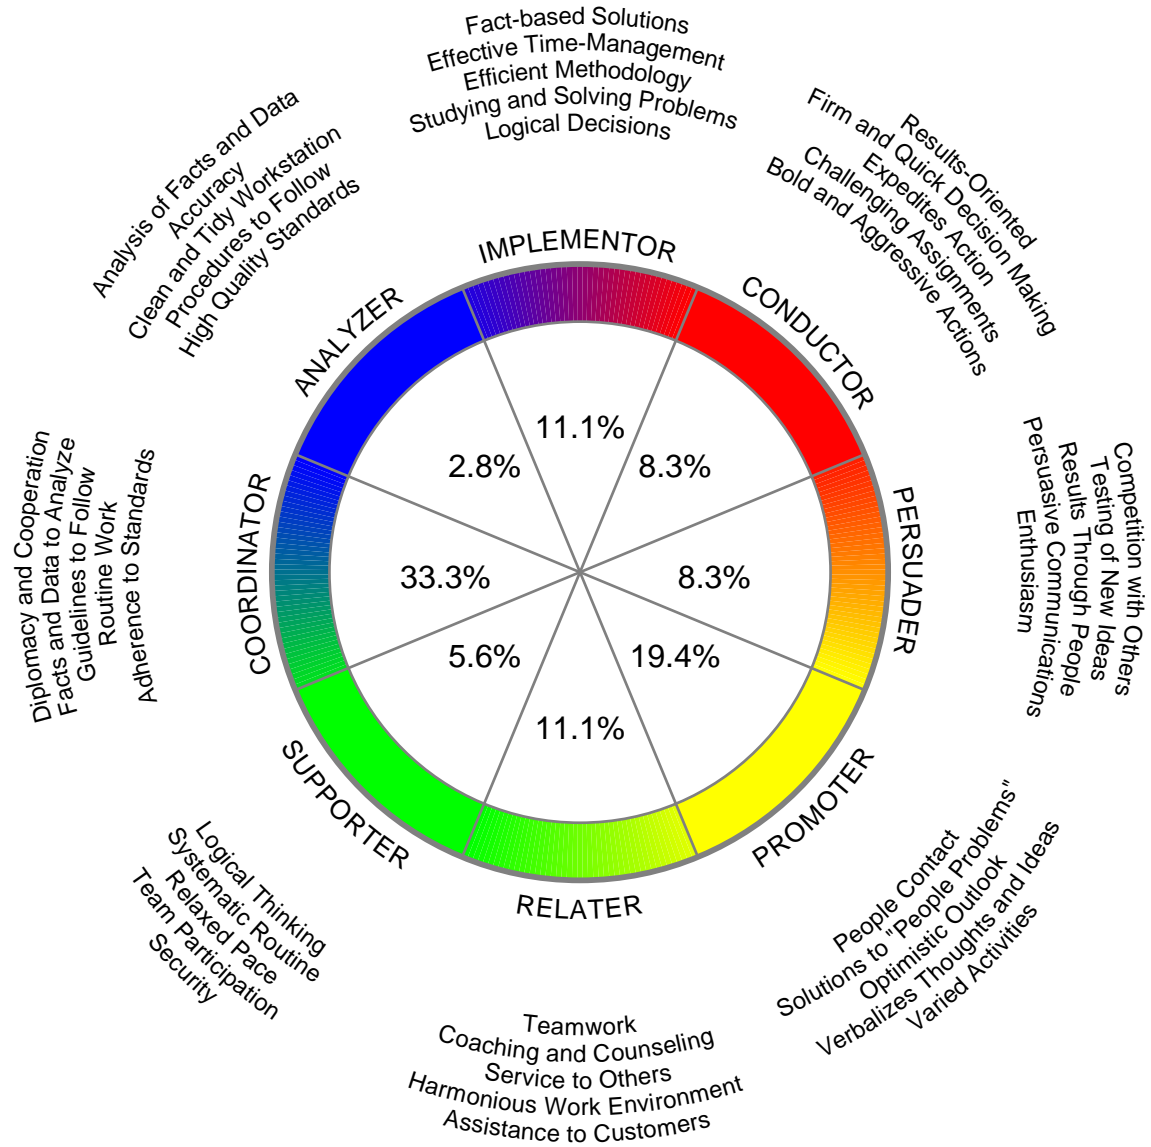 Fact-based Solutions
Effective Time-Management
Efficient Methodology
Studying and Solving Problems
Logical Decisions
Results-Oriented
Firm and Quick Decision Making
Expedites Action
Challenging Assignments
Bold and Aggressive Actions
Analysis of Facts and Data
Accuracy
Clean and Tidy Workstation
Procedures to Follow
High Quality Standards
IMPLEMENTOR
CONDUCTOR
ANALYZER
11.1%
8.3%
2.8%
Competition with Others
Testing of New Ideas
Results Through People
Persuasive Communications
Enthusiasm
PERSUADER
8.3%
33.3%
COORDINATOR
Diplomacy and Cooperation
Facts and Data to Analyze
Guidelines to Follow
Routine Work
Adherence to Standards
5.6%
19.4%
11.1%
SUPPORTER
PROMOTER
RELATER
Logical Thinking
Systematic Routine
Relaxed Pace
Team Participation
Security
People Contact
Solutions to "People Problems"
Optimistic Outlook
Verbalizes Thoughts and Ideas
Varied Activities
Teamwork
Coaching and Counseling
Service to Others
Harmonious Work Environment
Assistance to Customers